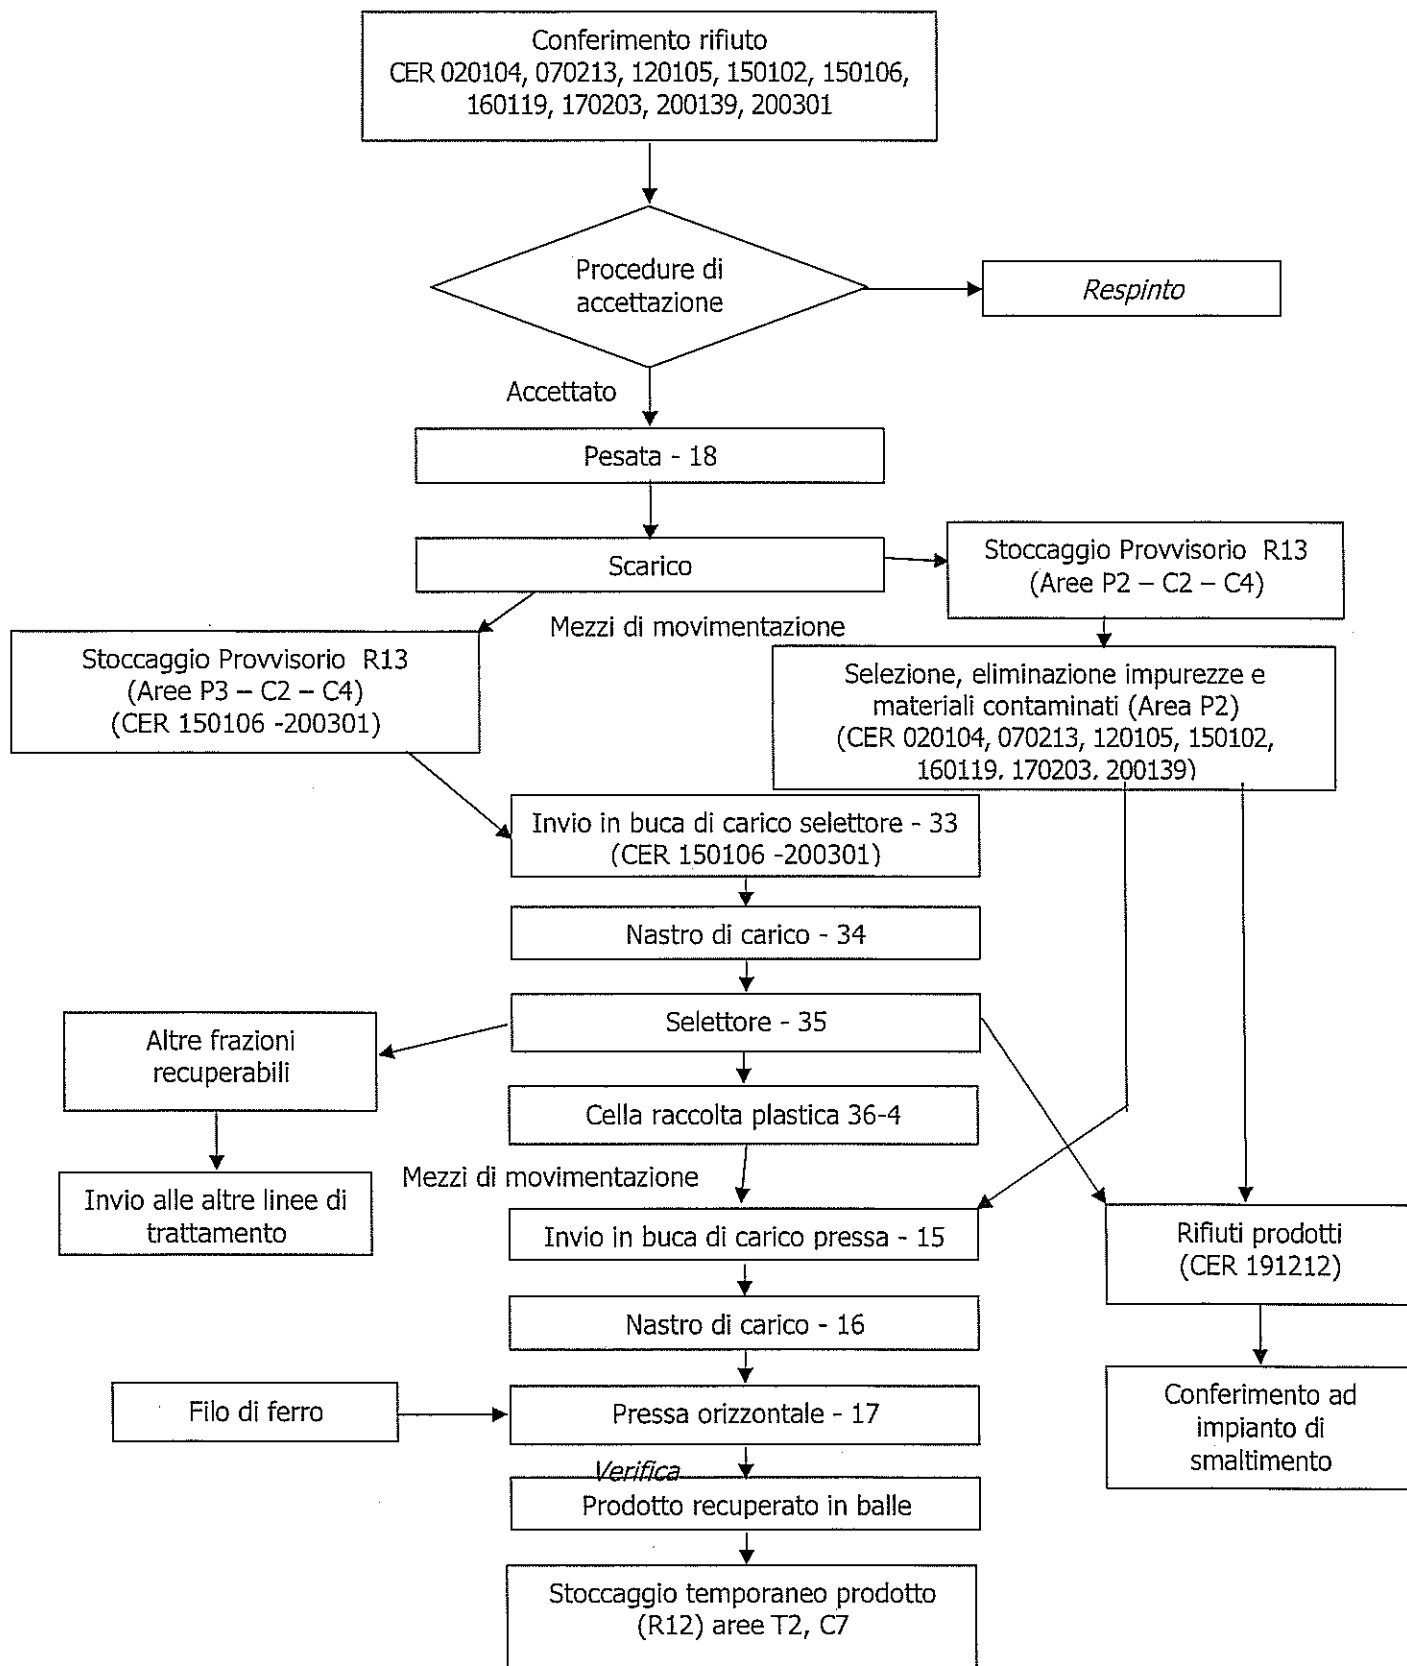 Conferimento rifiuto
CER 020104, 070213, 120105, 150102, 150106,
160119, 170203, 200139, 200301
Procedure di
accettazione
Respinto
Accettato
Pesata - 18
Scarico
Stoccaggio Provvisorio R13
(Aree P2 – C2 – C4)
Mezzi di movimentazione
Stoccaggio Provvisorio R13
(Aree P3 – C2 – C4)
(CER 150106 -200301)
Selezione, eliminazione impurezze e
materiali contaminati (Area P2)
(CER 020104, 070213, 120105, 150102,
160119, 170203, 200139)
Invio in buca di carico selettore - 33
(CER 150106 -200301)
Nastro di carico - 34
Selettore - 35
Altre frazioni
recuperabili
Cella raccolta plastica 36-4
Mezzi di movimentazione
Invio alle altre linee di
trattamento
Invio in buca di carico pressa - 15
Rifiuti prodotti
(CER 191212)
Nastro di carico - 16
Filo di ferro
Pressa orizzontale - 17
Conferimento ad
impianto di
smaltimento
Verifica
Prodotto recuperato in balle
Stoccaggio temporaneo prodotto
(R12) aree T2, C7